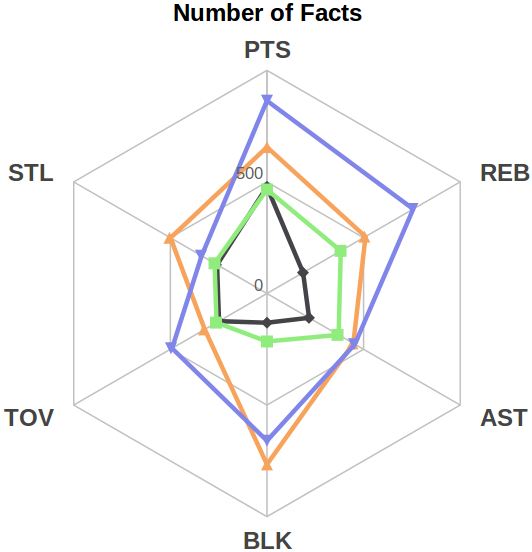 Number of Facts
PTS
STL
REB
500
0
TOV
AST
BLK